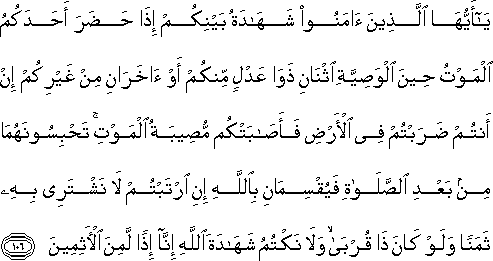 يَـٰٓأَيُّهَا ٱلَّذِينَ ءَامَنُوا۟ شَهَـٰدَةُ بَيْنِكُمْ إِذَا حَضَرَ أَحَدَكُمُ
ٱلْمَوْتُ حِينَ ٱلْوَصِيَّةِ ٱثْنَانِ ذَوَا عَدْلٍ مِّنكُمْ أَوْ ءَاخَرَانِ مِنْ غَيْرِكُمْ إِنْ
أَنتُمْ ضَرَبْتُمْ فِى ٱلْأَرْضِ فَأَصَـٰبَتْكُم مُّصِيبَةُ ٱلْمَوْتِ ۚ تَحْبِسُونَهُمَا
مِنۢ بَعْدِ ٱلصَّلَوٰةِ فَيُقْسِمَانِ بِٱللَّهِ إِنِ ٱرْتَبْتُمْ لَا نَشْتَرِى بِهِۦ
ثَمَنًا وَلَوْ كَانَ ذَا قُرْبَىٰ ۙ وَلَا نَكْتُمُ شَهَـٰدَةَ ٱللَّهِ إِنَّآ إِذًا لَّمِنَ ٱلْـَٔاثِمِينَ ١٠٦